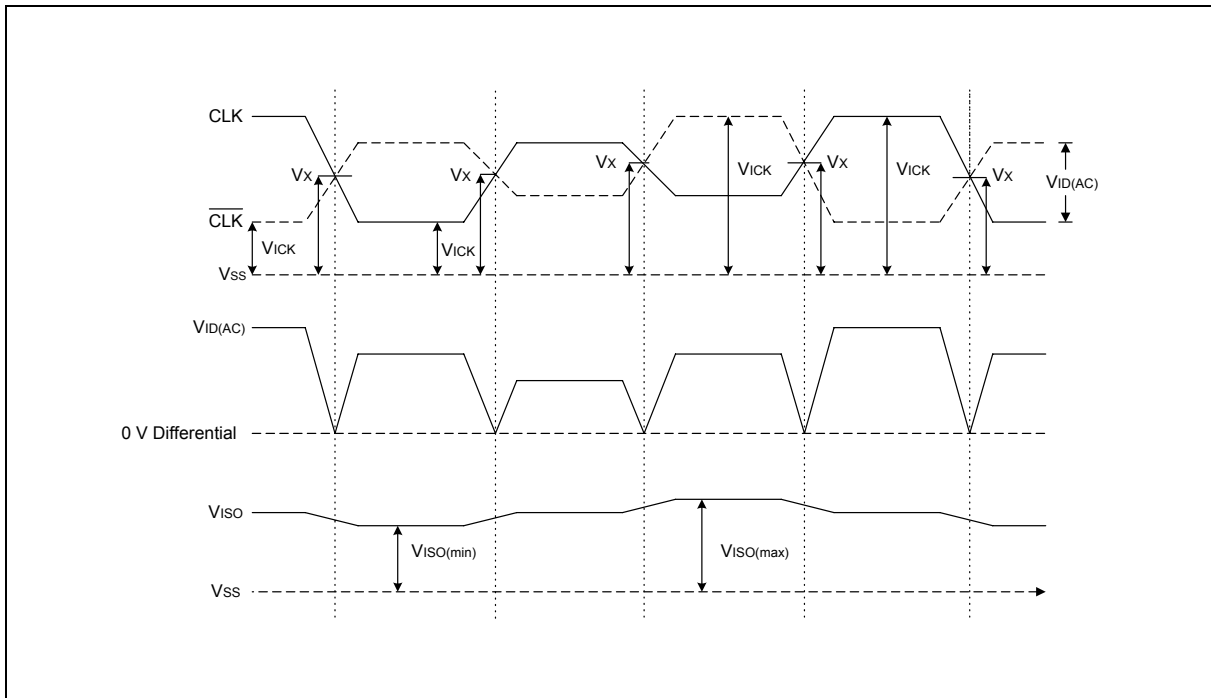 CLK
VX
VX
VX
VICK
VX
VICK
VX
VID(AC)
CLK
VICK
VICK
VSS
VID(AC)
0 V Differential
VISO
VISO(min)
VISO(max)
VSS